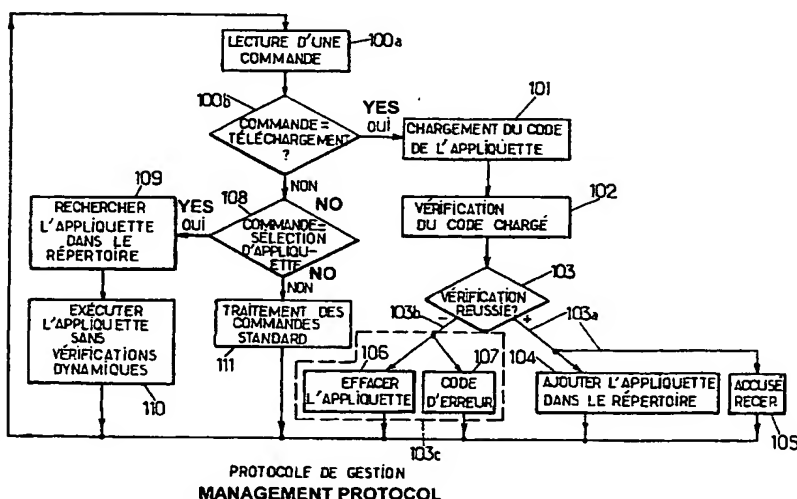 LECTURE D'UNE
COMMANDE
100a
100b
COMMANDE=
TÉLÉCHARGEMENT
?
YES
OUI
101
CHARGEMENT DU CODE
DE L'APPLIQUETTE
NON
NO
102
VÉRIFICATION
DU CODE CHARGÉ
109
RECHERCHER
L'APPLIQUETTE
DANS LE
RÉPERTOIRE
YES
OUI
108
COMMANDE=
SÉLECTION
D'APPLIQU-
ETTE
NO
NON
103
VÉRIFICATION
REUSSIE?
103b
-
+
103a
EXÉCUTER
L'APPLIQUETTE
SANS
VÉRIFICATIONS
DYNAMIQUES
110
TRAITEMENT DES
COMMANDES
STANDARD
111
106
EFFACER
L'APPLIQUETTE
107
CODE
D'ERREUR
104
AJOUTER L'APPLIQUETTE
DANS LE RÉPERTOIRE
ACCUSÉ
RECEP.
105
103c
PROTOCOLE DE GESTION
MANAGEMENT PROTOCOL